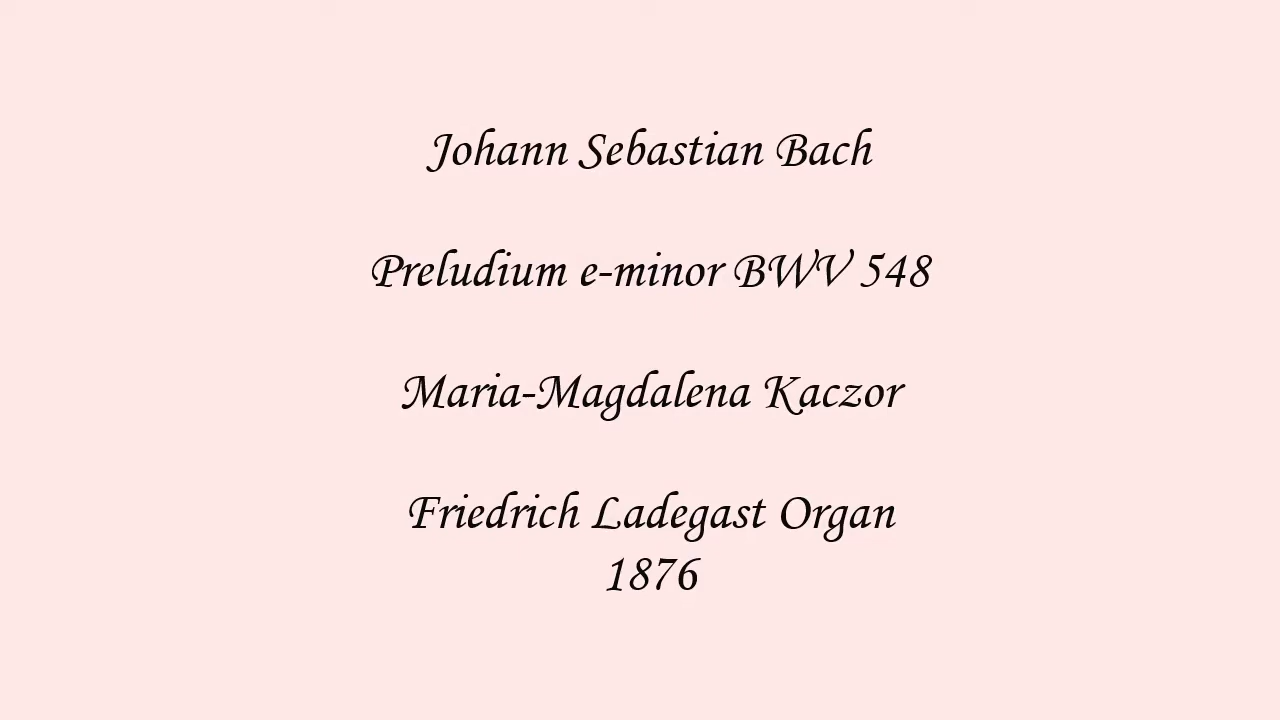 Johann Sebastian Bach
Preludium e-minor BWV 548
Maria-Magdalena Kaczor
Friedrich Ladegast Organ
1876